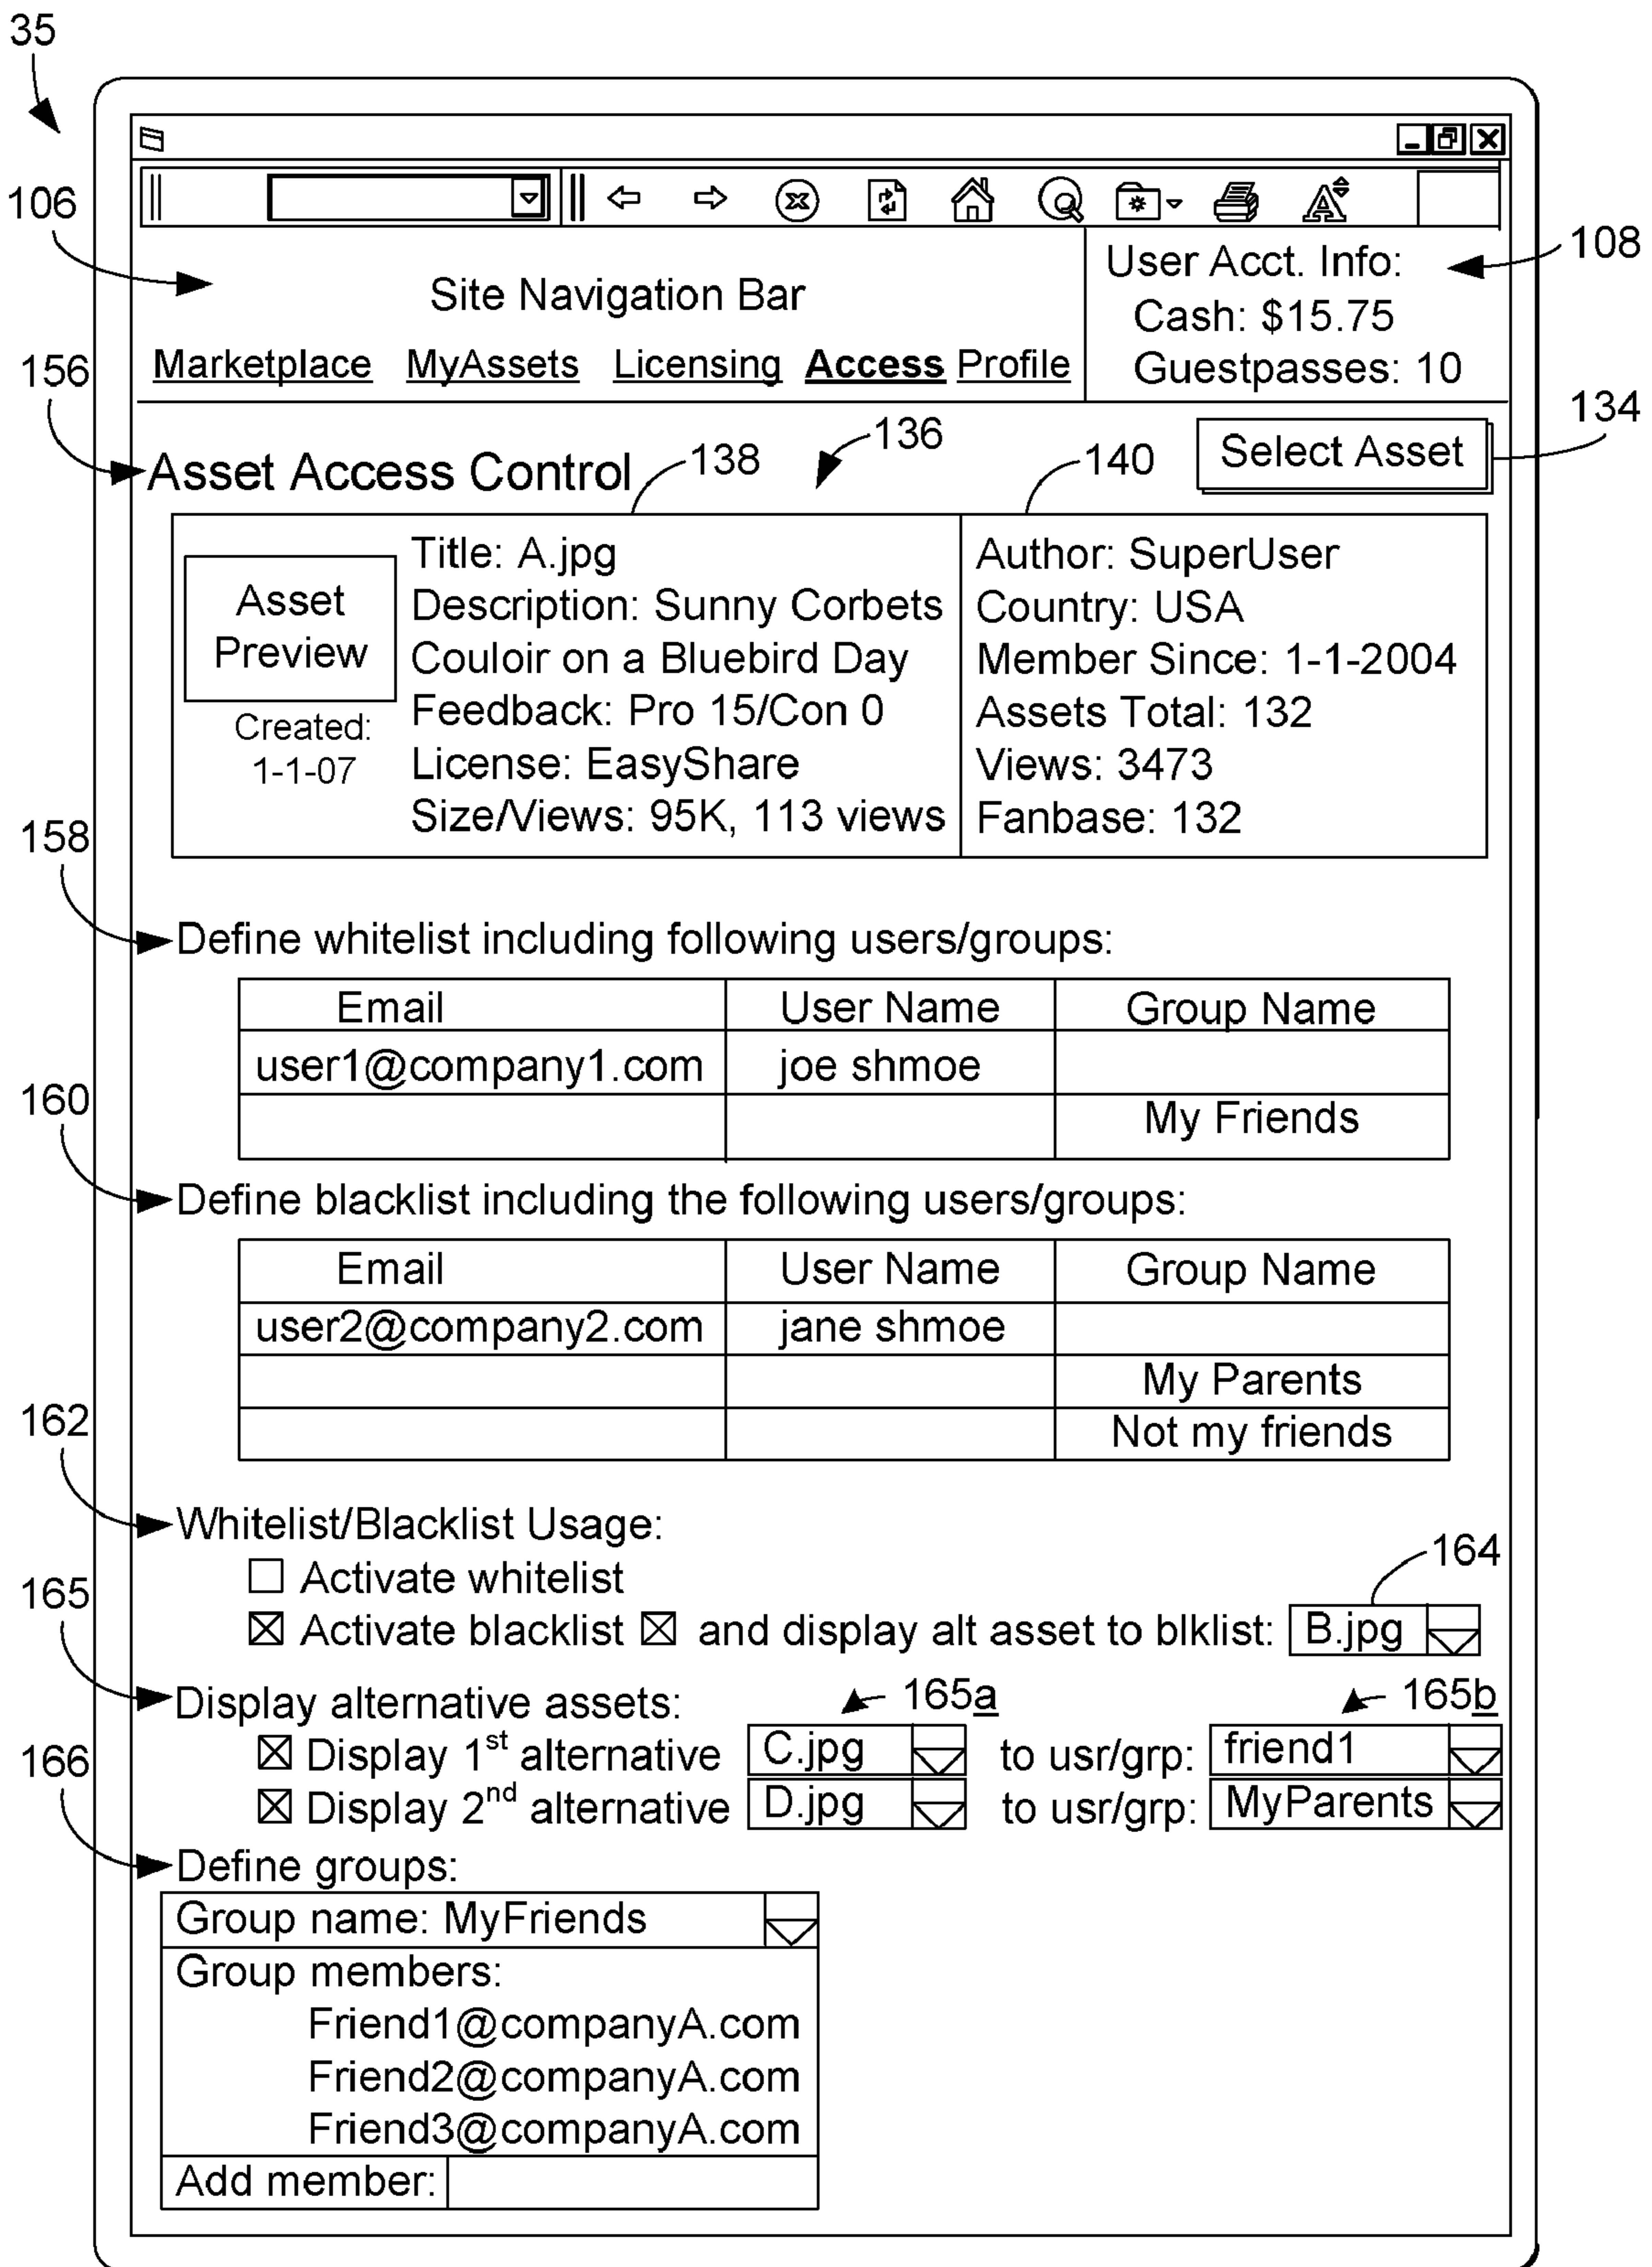 35
106
Site Navigation Bar
Marketplace MyAssets Licensing Access Profile
User Acct. Info:
Cash: $15.75
Guestpasses: 10
108
156
Asset Access Control
138
136
140
Select Asset
134
Asset
Preview
Created:
1-1-07
Title: A.jpg
Description: Sunny Corbets
Couloir on a Bluebird Day
Feedback: Pro 15/Con 0
License: EasyShare
Size/Views: 95K, 113 views
Author: SuperUser
Country: USA
Member Since: 1-1-2004
Assets Total: 132
Views: 3473
Fanbase: 132
158
Define whitelist including following users/groups:
Email User Name Group Name
user1@company1.com joe shmoe
My Friends
160
Define blacklist including the following users/groups:
Email User Name Group Name
user2@company2.com jane shmoe
My Parents
Not my friends
162
Whitelist/Blacklist Usage:
Activate whitelist
164
Activate blacklist and display alt asset to blklist: B.jpg
165
Display alternative assets:
165a
165b
Display 1st alternative C.jpg to usr/grp: friend1
Display 2nd alternative D.jpg to usr/grp: MyParents
166
Define groups:
Group name: MyFriends
Group members:
Friend1@companyA.com
Friend2@companyA.com
Friend3@companyA.com
Add member: